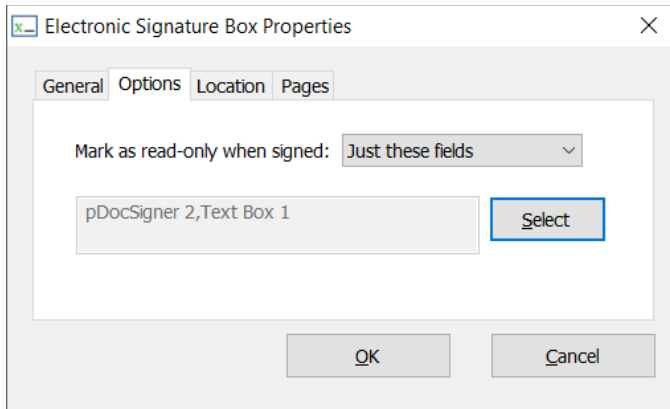 Electronic Signature Box Properties
General Options Location Pages
Mark as read-only when signed: Just these fields
pDocSigner 2,Text Box 1
Select
OK Cancel